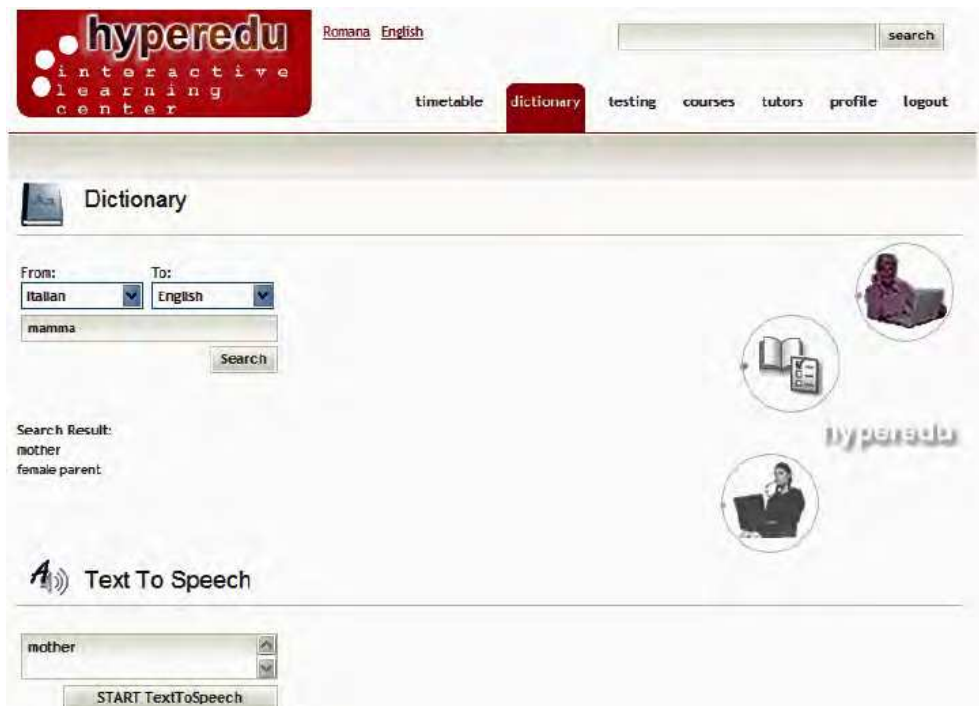 hyperedu
interactive
learning
center
Romana English
search
timetable dictionary testing courses tutors profile logout
Dictionary
From: To:
Italian English
mamma
Search
Search Result:
mother
female parent
hyperedu
Text To Speech
mother
START TextToSpeech